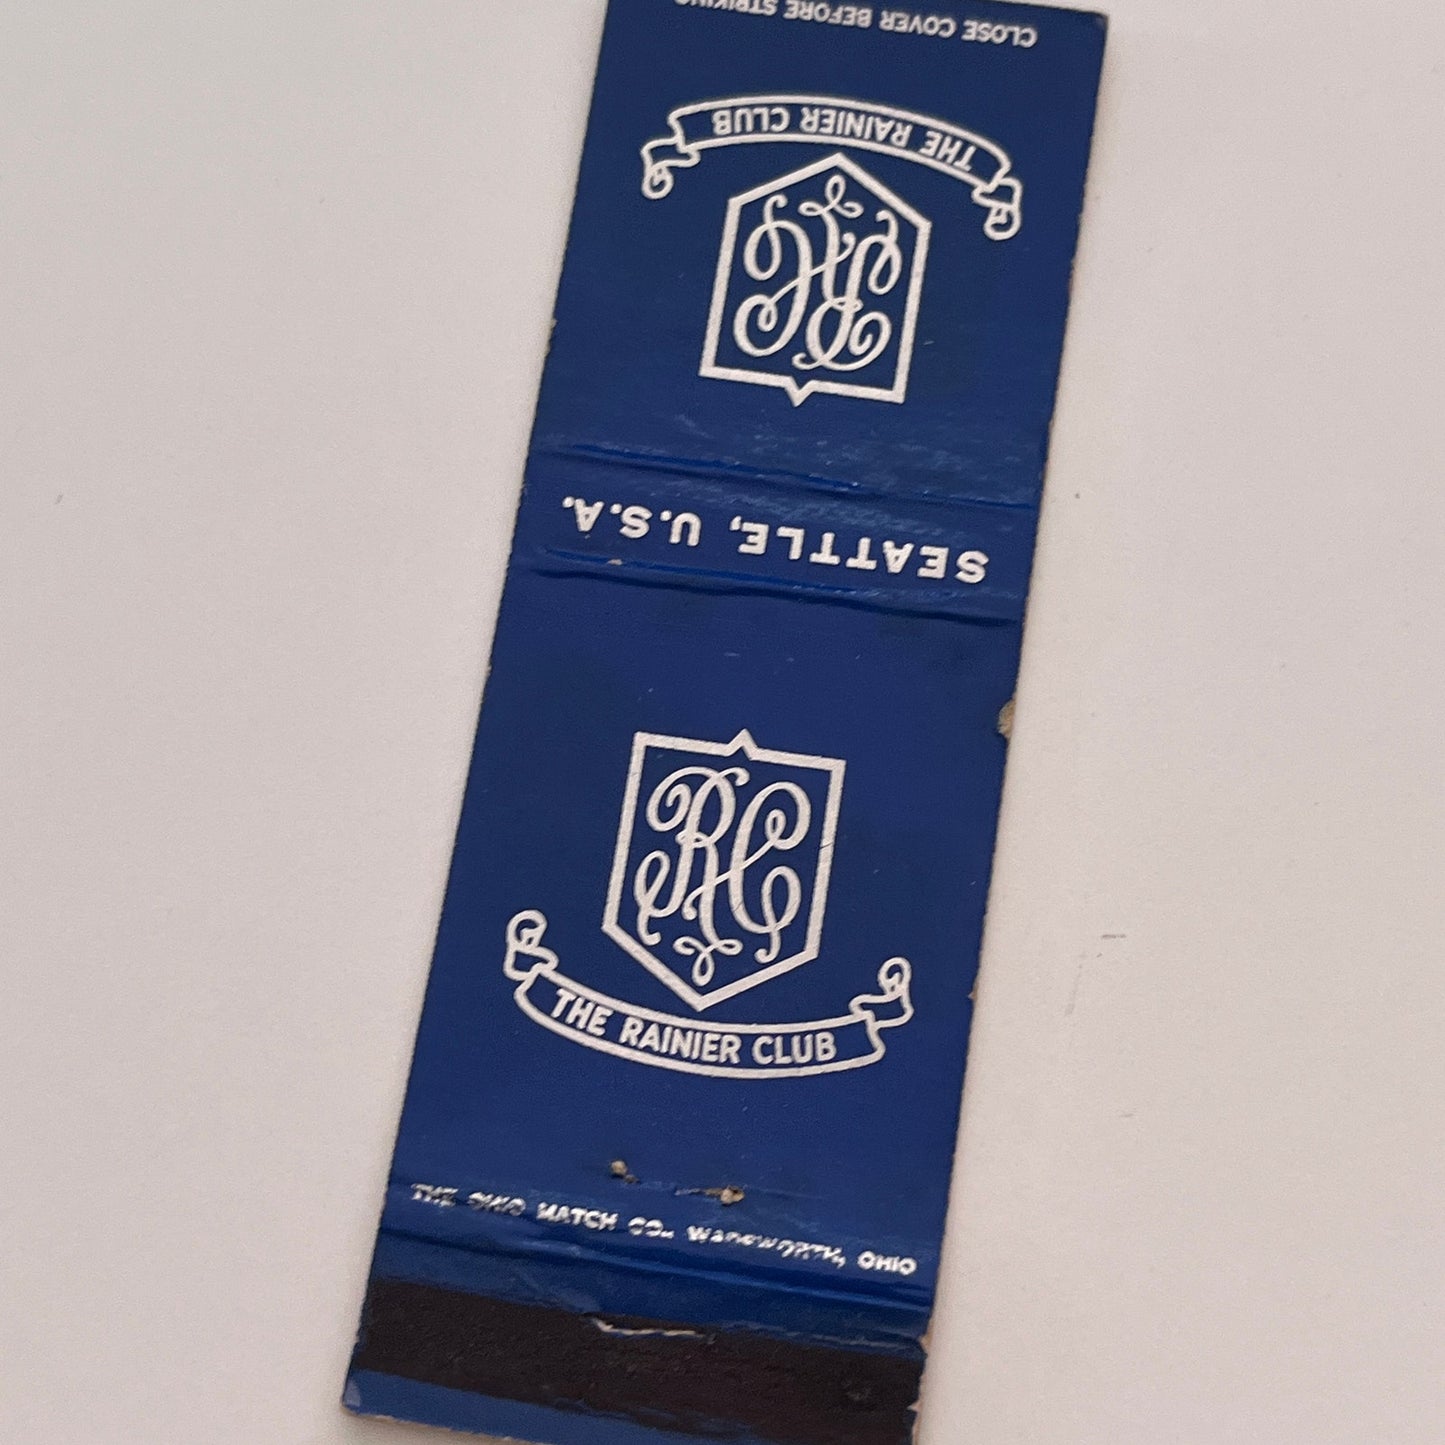 CLOSE COVER BEFORE STRIKING
THE RAINIER CLUB
RC
SEATTLE, U.S.A.
RC
THE RAINIER CLUB
THE OHIO MATCH CO., WADSWORTH, OHIO